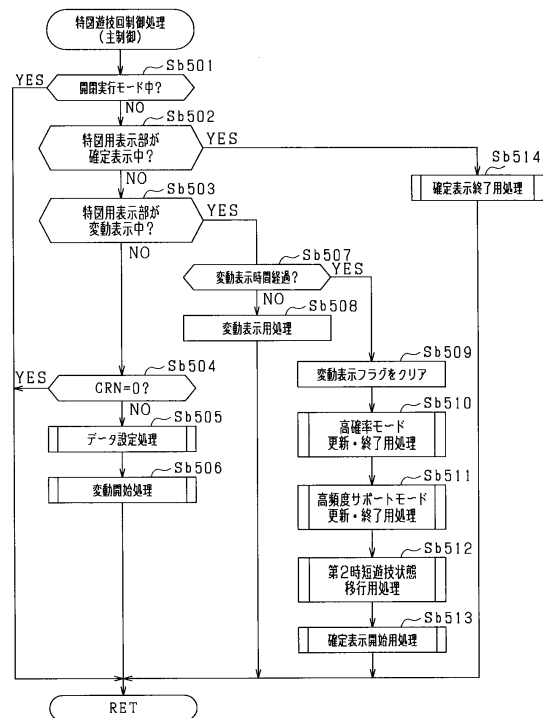 特図遊技回制御処理
(主制御)
Sb501
開閉実行モード中?
YES
NO
Sb502
特図用表示部が
確定表示中?
YES
NO
Sb514
確定表示終了用処理
Sb503
特図用表示部が
変動表示中?
YES
NO
Sb507
変動表示時間経過?
YES
NO
Sb508
変動表示用処理
Sb509
変動表示フラグをクリア
Sb504
CRN=0?
YES
NO
Sb505
データ設定処理
Sb506
変動開始処理
Sb510
高確率モード
更新・終了用処理
Sb511
高頻度サポートモード
更新・終了用処理
Sb512
第2時短遊技状態
移行用処理
Sb513
確定表示開始用処理
RET